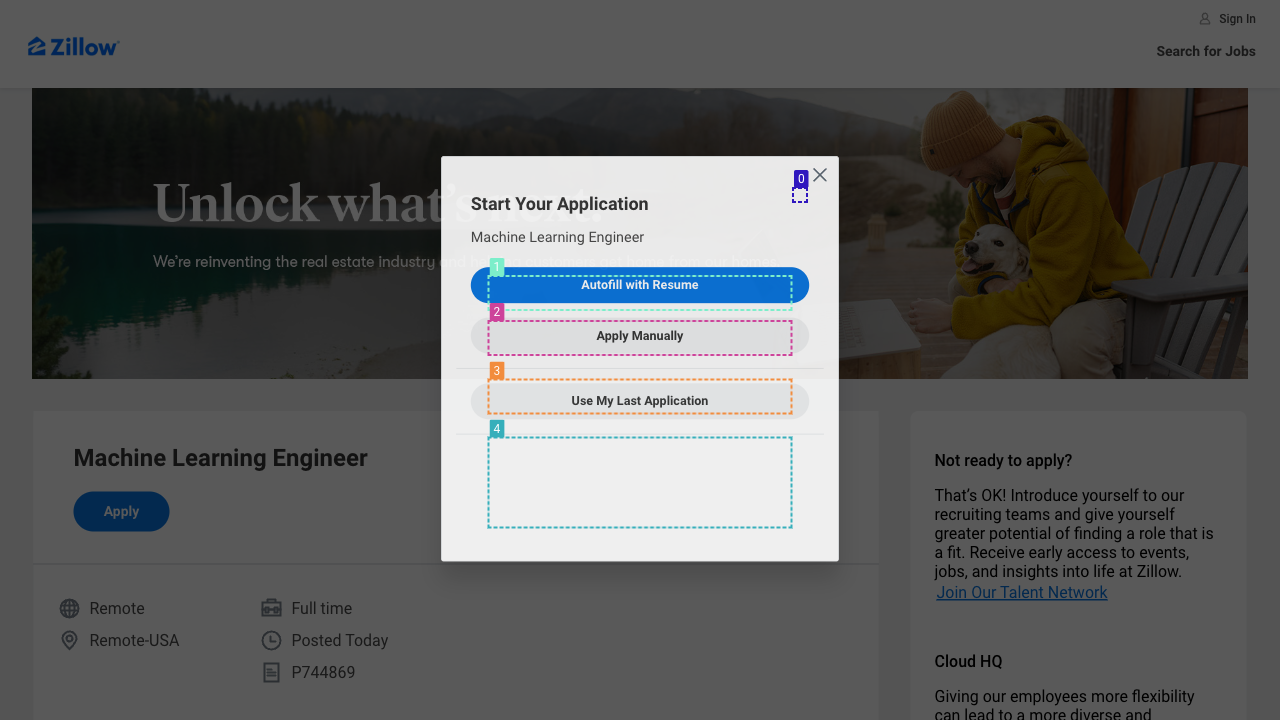 Sign In
Zillow
Search for Jobs
Unlock what's next.
We're reinventing the real estate industry and
0
Start Your Application
Machine Learning Engineer
1
Autofill with Resume
2
Apply Manually
3
Use My Last Application
4
Machine Learning Engineer
Apply
Remote
Full time
Remote-USA
Posted Today
P744869
Not ready to apply?
That's OK! Introduce yourself to our
recruiting teams and give yourself
greater potential of finding a role that is
a fit. Receive early access to events,
jobs, and insights into life at Zillow.
Join Our Talent Network
Cloud HQ
Giving our employees more flexibility
can lead to a more diverse and